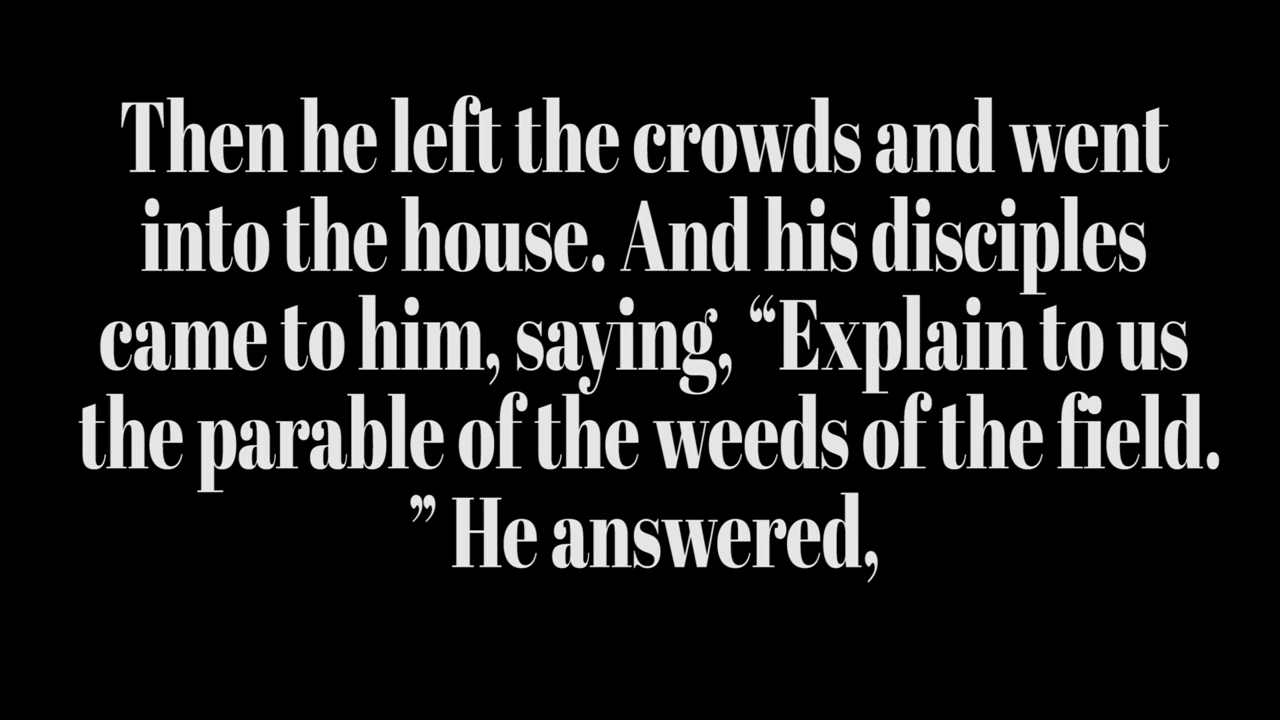 Then he left the crowds and went
into the house. And his disciples
came to him, saying, “Explain to us
the parable of the weeds of the field.
” He answered,